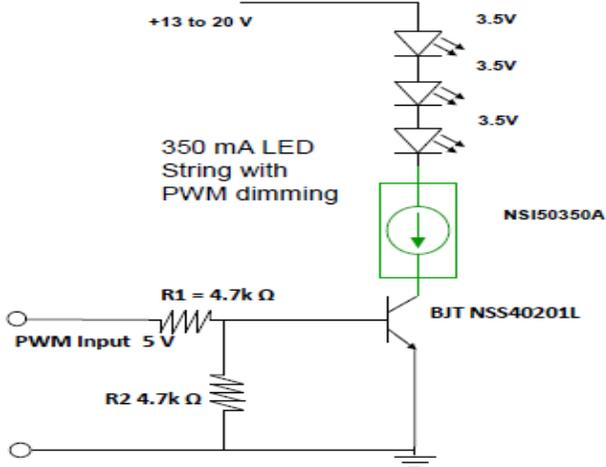 +13 to 20 V
3.5V
3.5V
3.5V
350 mA LED
String with
PWM dimming
NSI50350A
R1 = 4.7k Ω
BJT NSS40201L
PWM Input 5 V
R2 4.7k Ω